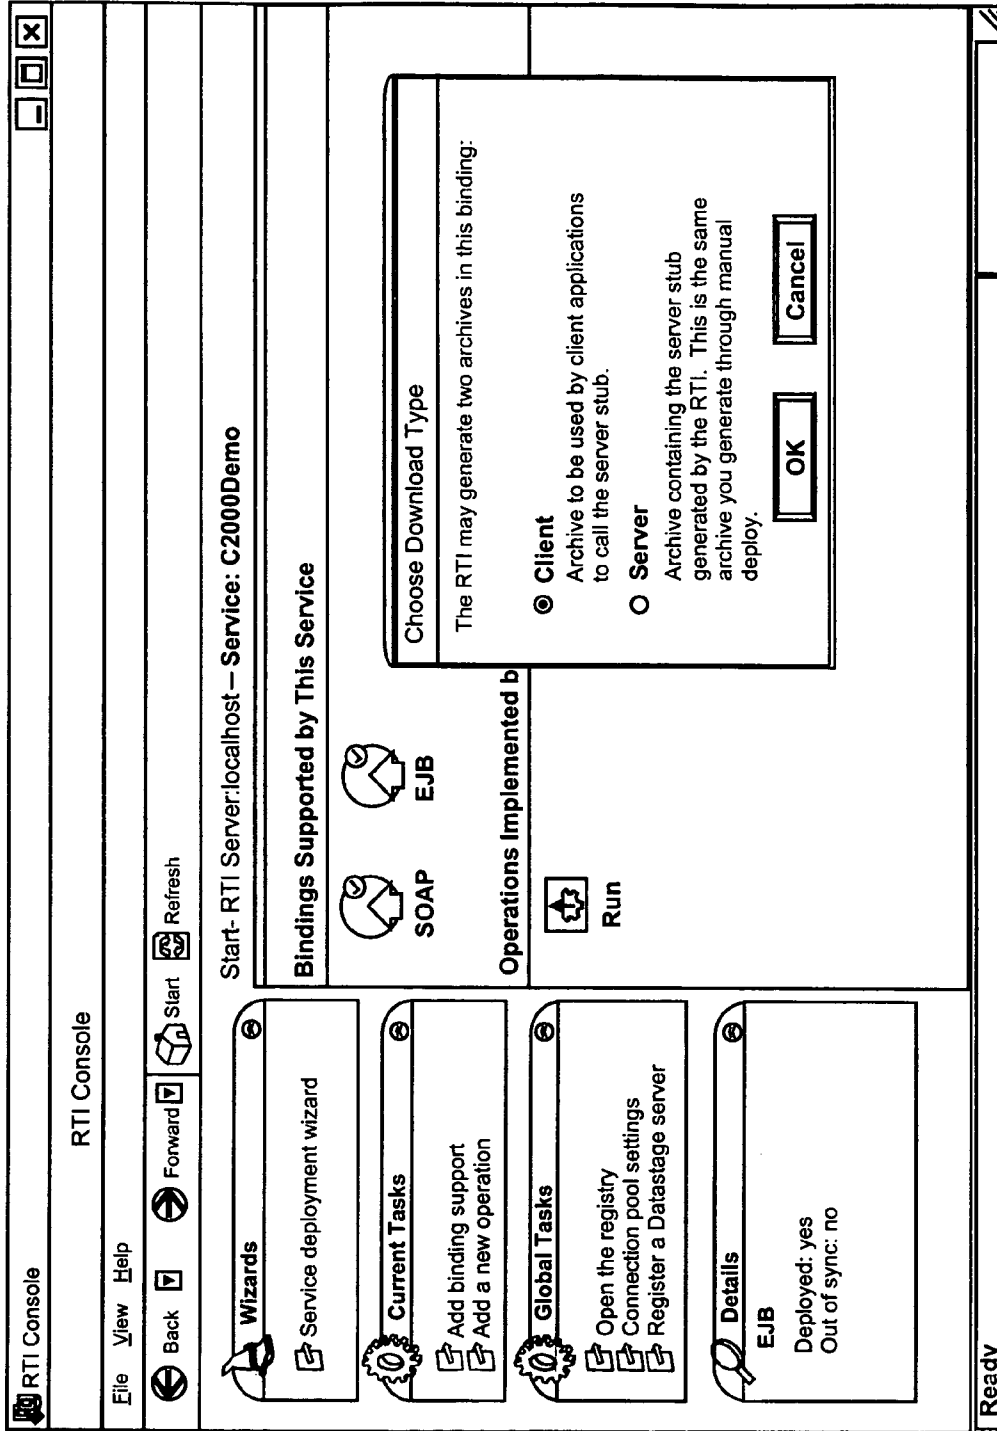 RTI Console
RTI Console
File View Help
Back Forward Start Refresh
Start- RTI Server:localhost – Service: C2000Demo
Wizards
Service deployment wizard
Current Tasks
Add binding support
Add a new operation
Global Tasks
Open the registry
Connection pool settings
Register a Datastage server
Details
EJB
Deployed: yes
Out of sync: no
Bindings Supported by This Service
SOAP
EJB
Operations Implemented b
Run
Choose Download Type
The RTI may generate two archives in this binding:
Client
Archive to be used by client applications
to call the server stub.
Server
Archive containing the server stub
generated by the RTI. This is the same
archive you generate through manual
deploy.
OK
Cancel
Ready